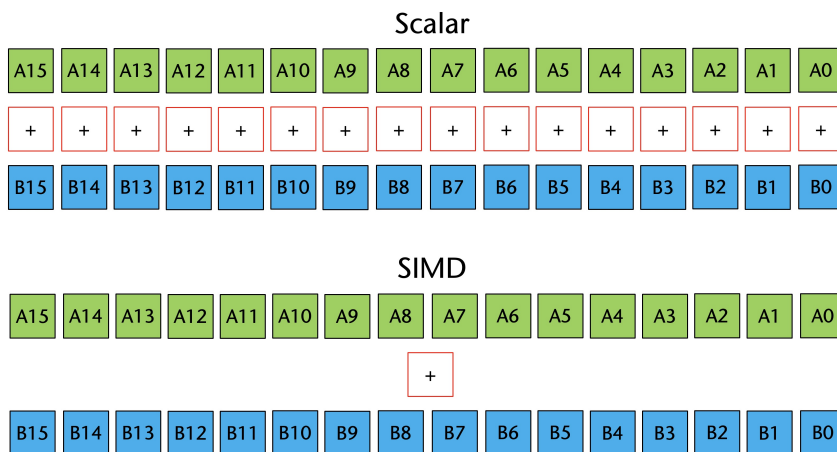 Scalar
A15 A14 A13 A12 A11 A10 A9 A8 A7 A6 A5 A4 A3 A2 A1 A0
+ + + + + + + + + + + + + + + +
B15 B14 B13 B12 B11 B10 B9 B8 B7 B6 B5 B4 B3 B2 B1 B0
SIMD
A15 A14 A13 A12 A11 A10 A9 A8 A7 A6 A5 A4 A3 A2 A1 A0
+
B15 B14 B13 B12 B11 B10 B9 B8 B7 B6 B5 B4 B3 B2 B1 B0